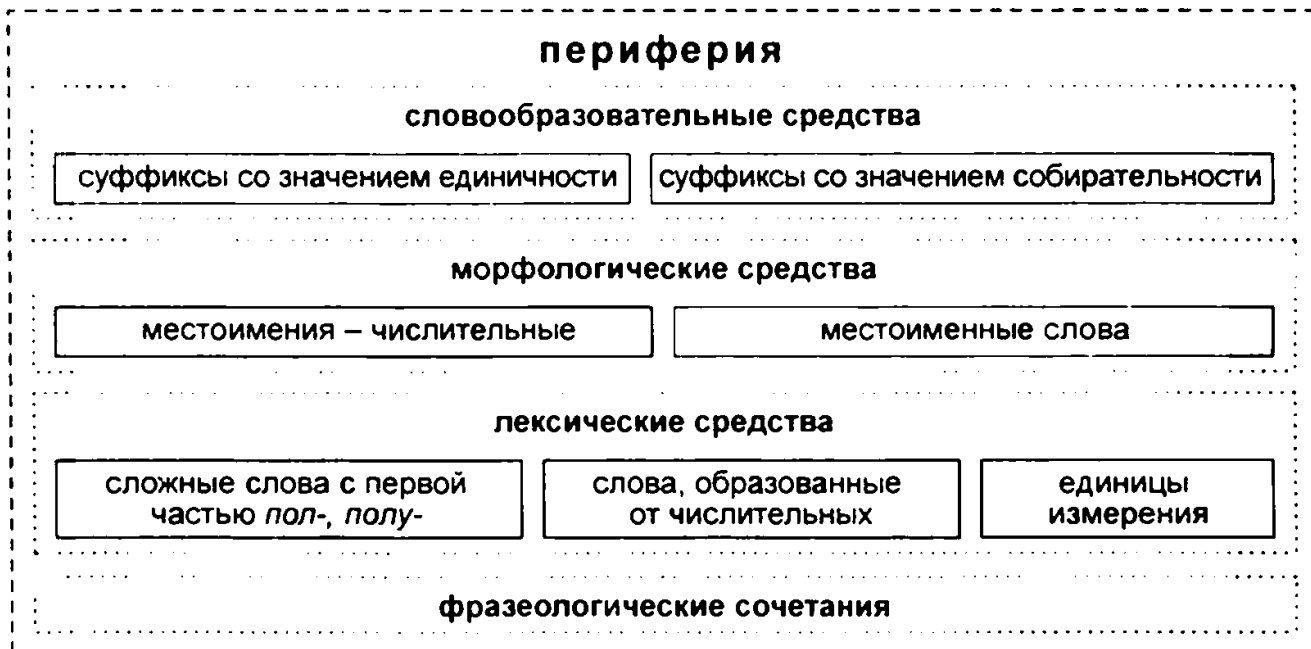 периферия
словообразовательные средства
суффиксы со значением единичности
суффиксы со значением собирательности
морфологические средства
местоимения – числительные
местоименные слова
лексические средства
сложные слова с первой
частью пол-, полу-
слова, образованные
от числительных
единицы
измерения
фразеологические сочетания